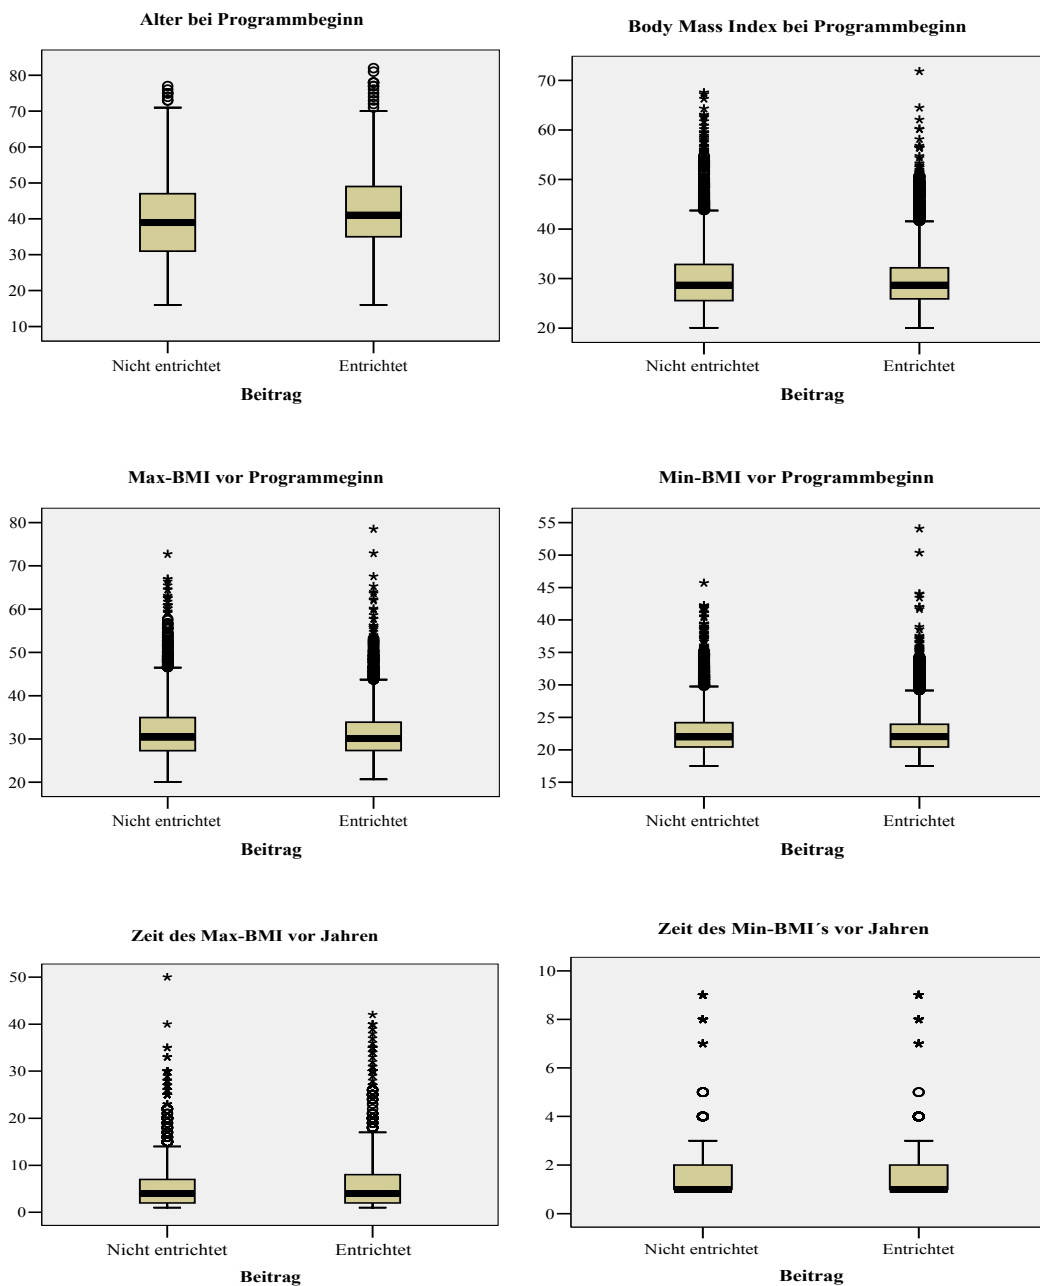 Alter bei Programmbeginn
80
70
60
50
40
30
20
10
Nicht entrichtet Entrichtet
Beitrag
Body Mass Index bei Programmbeginn
70
60
50
40
30
20
Nicht entrichtet Entrichtet
Beitrag
Max-BMI vor Programmeginn
80
70
60
50
40
30
20
Nicht entrichtet Entrichtet
Beitrag
Min-BMI vor Programmbeginn
55
50
45
40
35
30
25
20
15
Nicht entrichtet Entrichtet
Beitrag
Zeit des Max-BMI vor Jahren
50
40
30
20
10
0
Nicht entrichtet Entrichtet
Beitrag
Zeit des Min-BMI´s vor Jahren
10
8
6
4
2
0
Nicht entrichtet Entrichtet
Beitrag